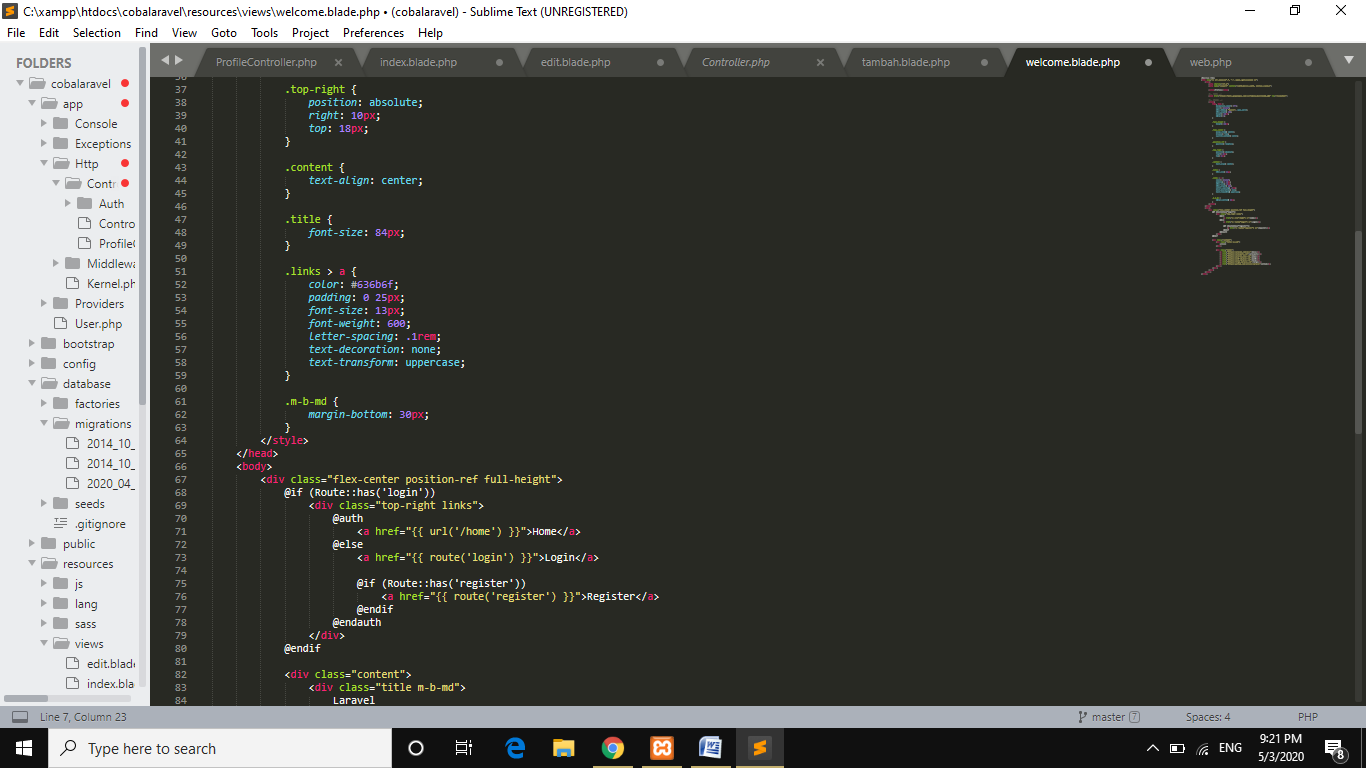 C:\xampp\htdocs\cobalaravel\resources\views\welcome.blade.php • (cobalaravel) - Sublime Text (UNREGISTERED)
File Edit Selection Find View Goto Tools Project Preferences Help
FOLDERS
cobalaravel
app
Console
Exceptions
Http
Contr
Auth
Contro
Profile
Middlewa
Kernel.ph
Providers
User.php
bootstrap
config
database
factories
migrations
2014_10_
2014_10_
2020_04_
seeds
.gitignore
public
resources
js
lang
sass
views
edit.blade
index.bla
ProfileController.php index.blade.php edit.blade.php Controller.php tambah.blade.php welcome.blade.php web.php
36
37 .top-right {
38 position: absolute;
39 right: 10px;
40 top: 18px;
41 }
42
43 .content {
44 text-align: center;
45 }
46
47 .title {
48 font-size: 84px;
49 }
50
51 .links > a {
52 color: #636b6f;
53 padding: 0 25px;
54 font-size: 13px;
55 font-weight: 600;
56 letter-spacing: .1rem;
57 text-decoration: none;
58 text-transform: uppercase;
59 }
60
61 .m-b-md {
62 margin-bottom: 30px;
63 }
64 </style>
65 </head>
66 <body>
67 <div class="flex-center position-ref full-height">
68 @if (Route::has('login'))
69 <div class="top-right links">
70 @auth
71 <a href="{{ url('/home') }}">Home</a>
72 @else
73 <a href="{{ route('login') }}">Login</a>
74
75 @if (Route::has('register'))
76 <a href="{{ route('register') }}">Register</a>
77 @endif
78 @endauth
79 </div>
80 @endif
81
82 <div class="content">
83 <div class="title m-b-md">
84 Laravel
Line 7, Column 23 master 7 Spaces: 4 PHP
Type here to search
ENG
9:21 PM
5/3/2020
8